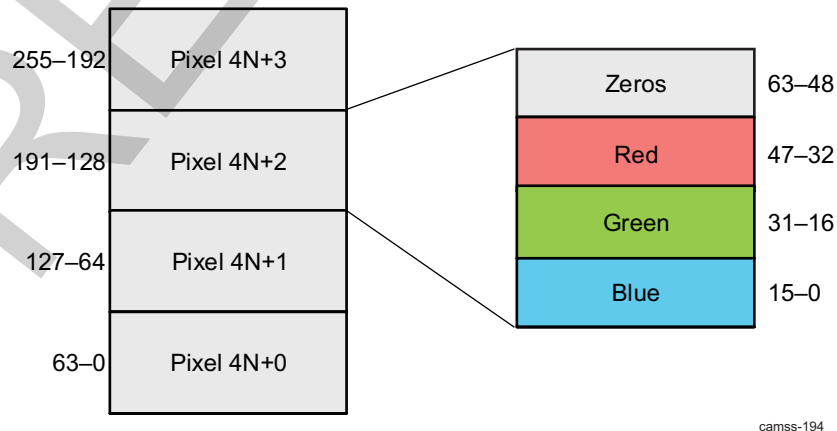 255–192 Pixel 4N+3
191–128 Pixel 4N+2
127–64 Pixel 4N+1
63–0 Pixel 4N+0
Zeros 63–48
Red 47–32
Green 31–16
Blue 15–0
camss-194